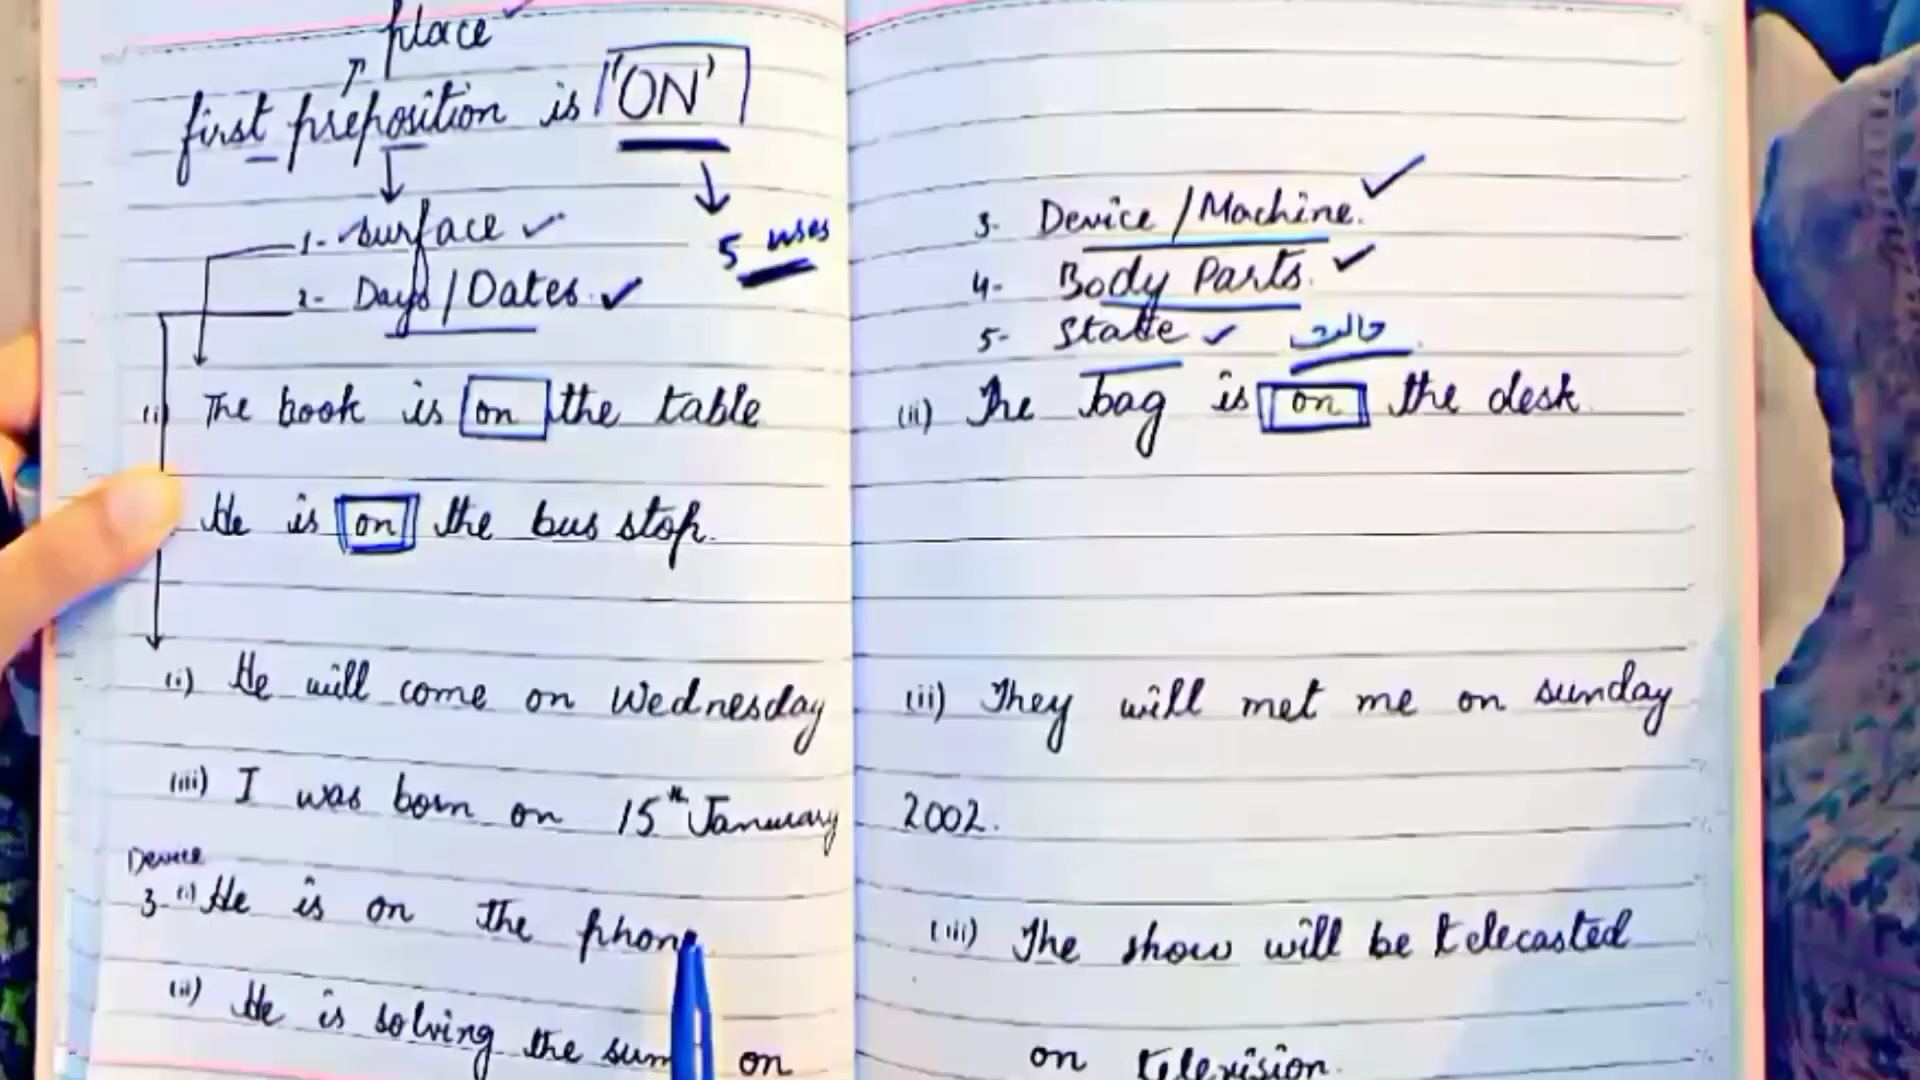 place
first preposition is 'ON'
1- surface
2- Days/Dates
5 uses
(i) The book is on the table
He is on the bus stop.
(i) He will come on Wednesday
(iii) I was born on 15th January
Device
3- (i) He is on the phone
(ii) He is solving the sum on
3- Device/Machine.
4- Body Parts.
5- State حالت
(ii) The bag is on the desk
(ii) They will met me on sunday
2002.
(iii) The show will be telecasted
on television.